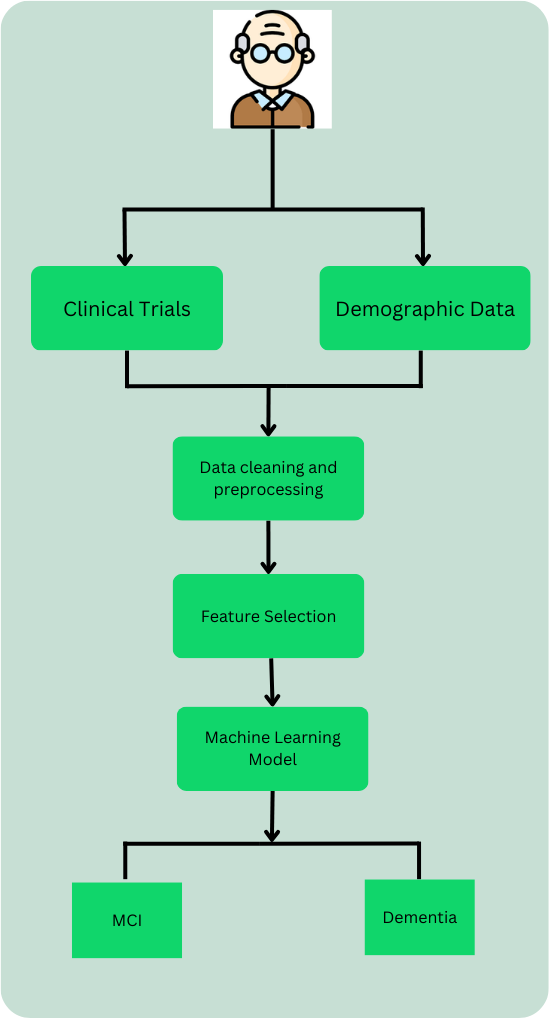 Clinical Trials
Demographic Data
Data cleaning and
preprocessing
Feature Selection
Machine Learning
Model
MCI
Dementia